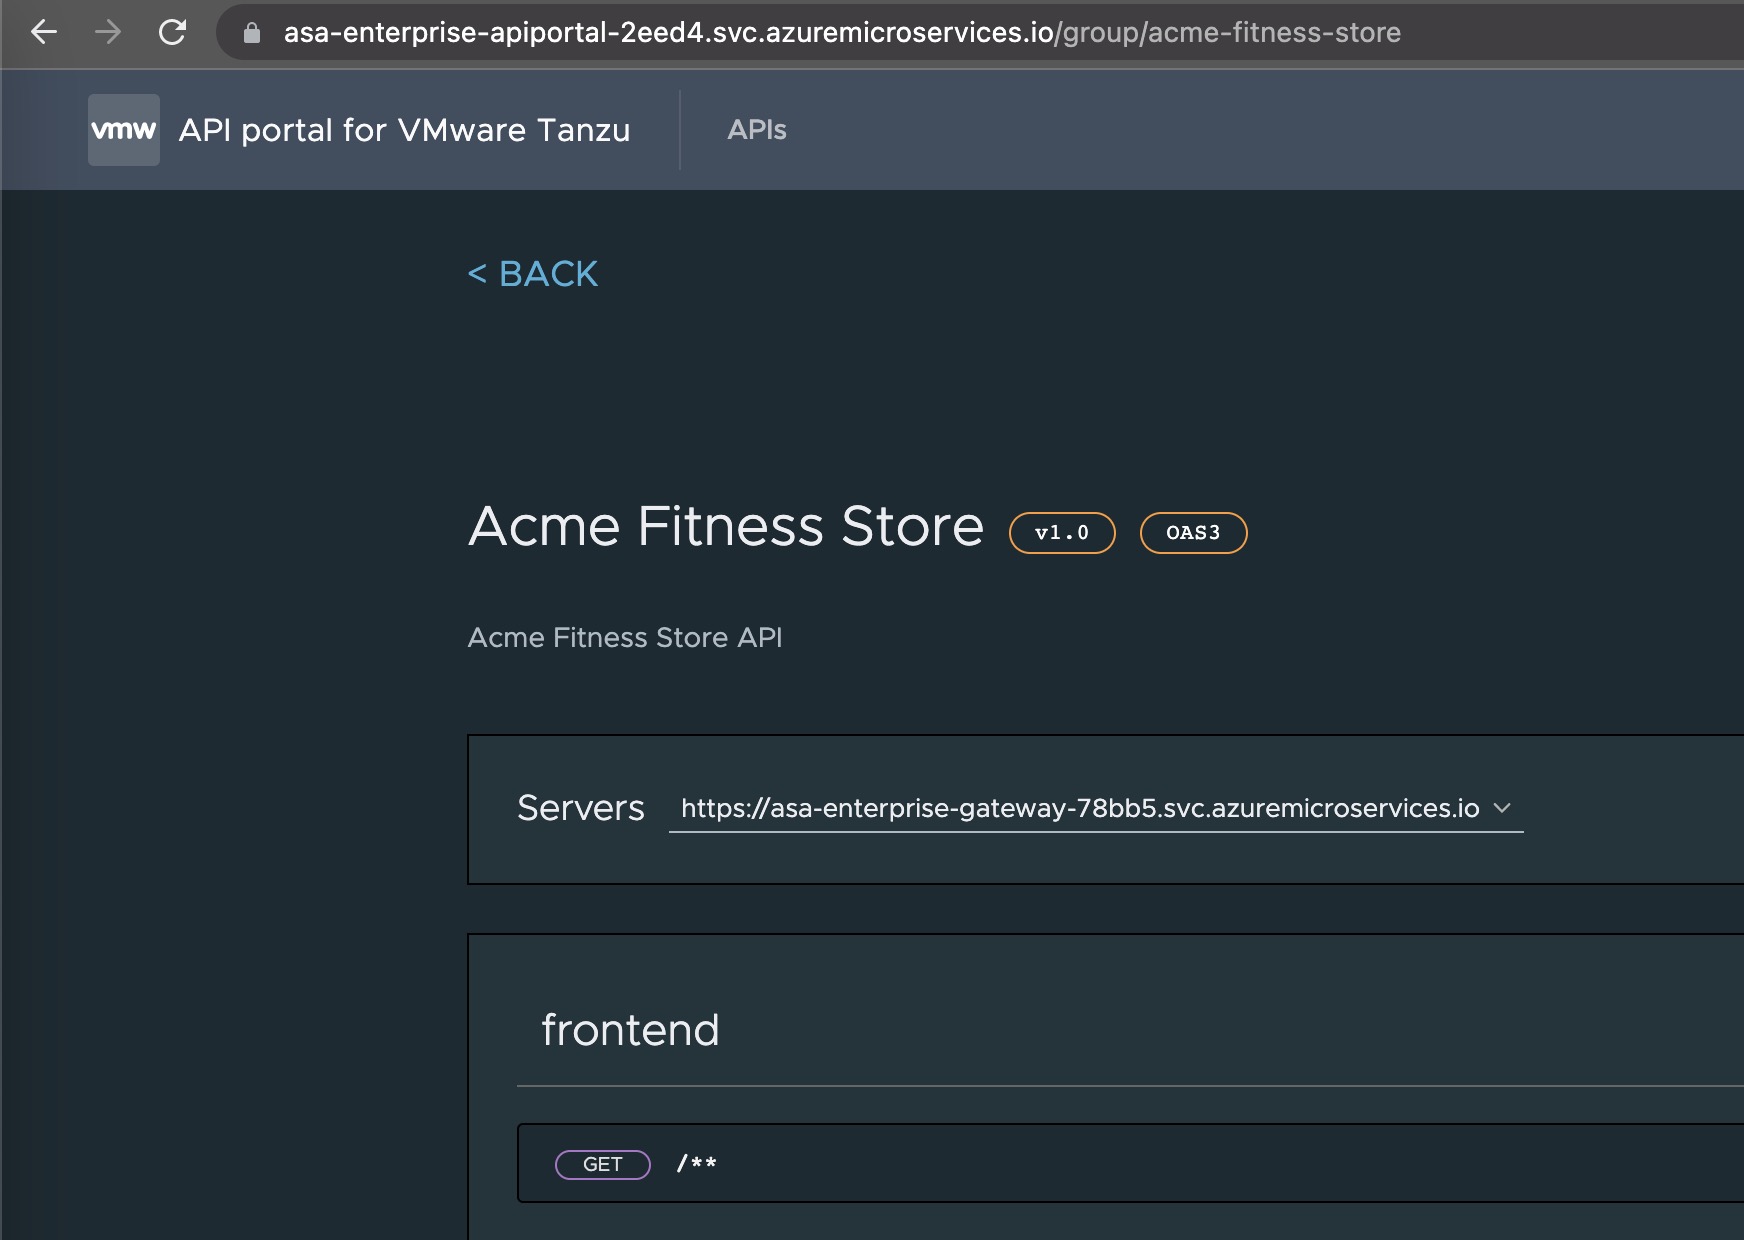 asa-enterprise-apiportal-2eed4.svc.azuremicroservices.io/group/acme-fitness-store
vmw API portal for VMware Tanzu APIs
< BACK
Acme Fitness Store v1.0 OAS3
Acme Fitness Store API
Servers https://asa-enterprise-gateway-78bb5.svc.azuremicroservices.io
frontend
GET /**